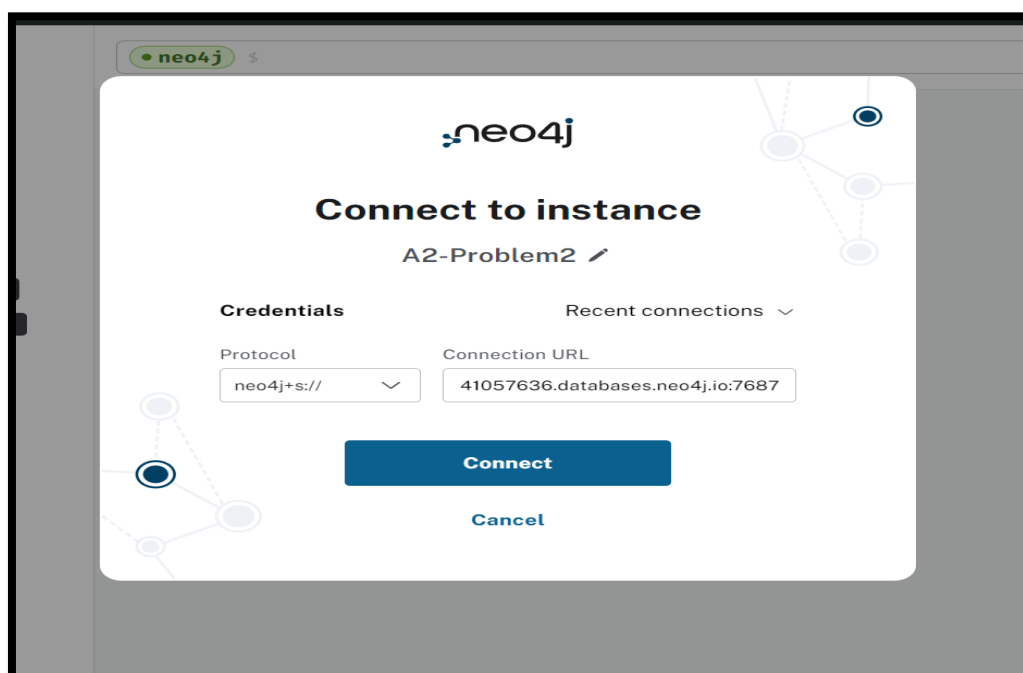 neo4j $
neo4j
Connect to instance
A2-Problem2
Credentials
Recent connections
Protocol
Connection URL
neo4j+s://
41057636.databases.neo4j.io:7687
Connect
Cancel